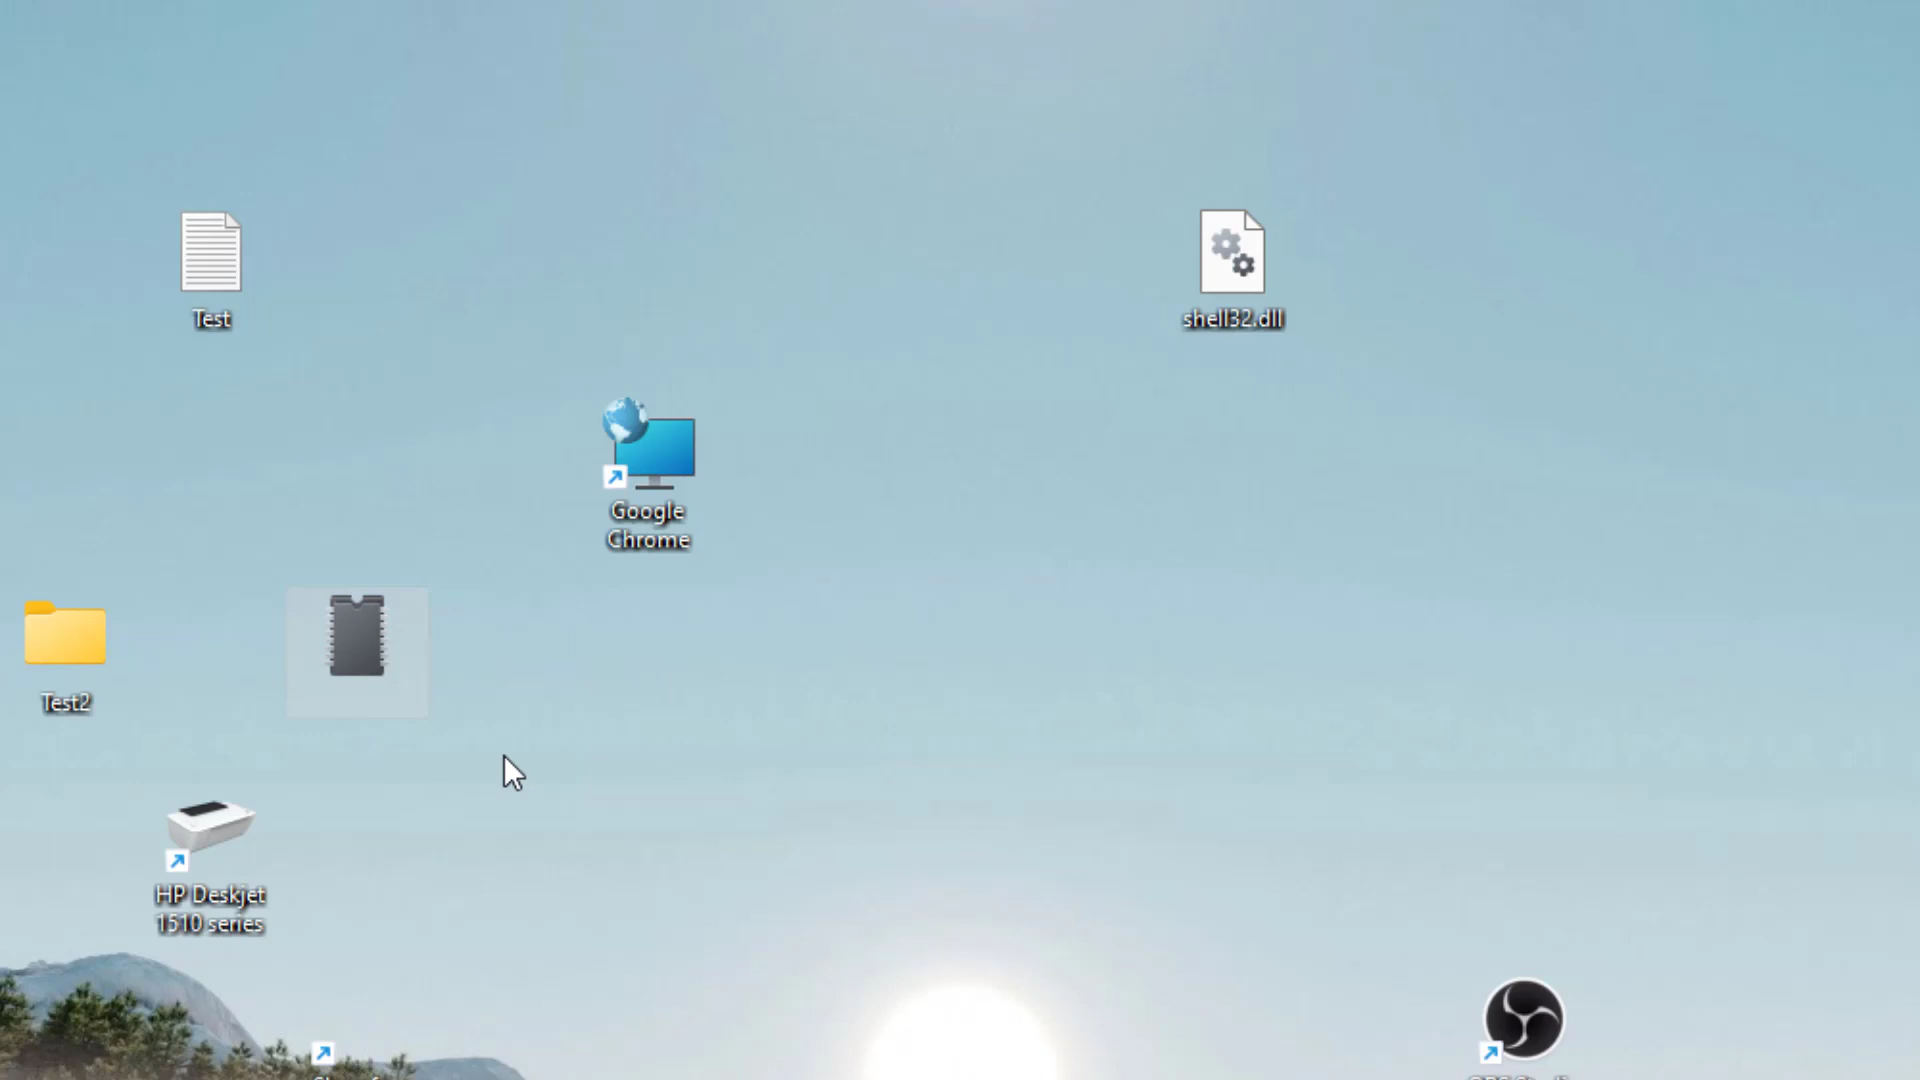 Test
shell32.dll
Google
Chrome
Test2
HP Deskjet
1510 series